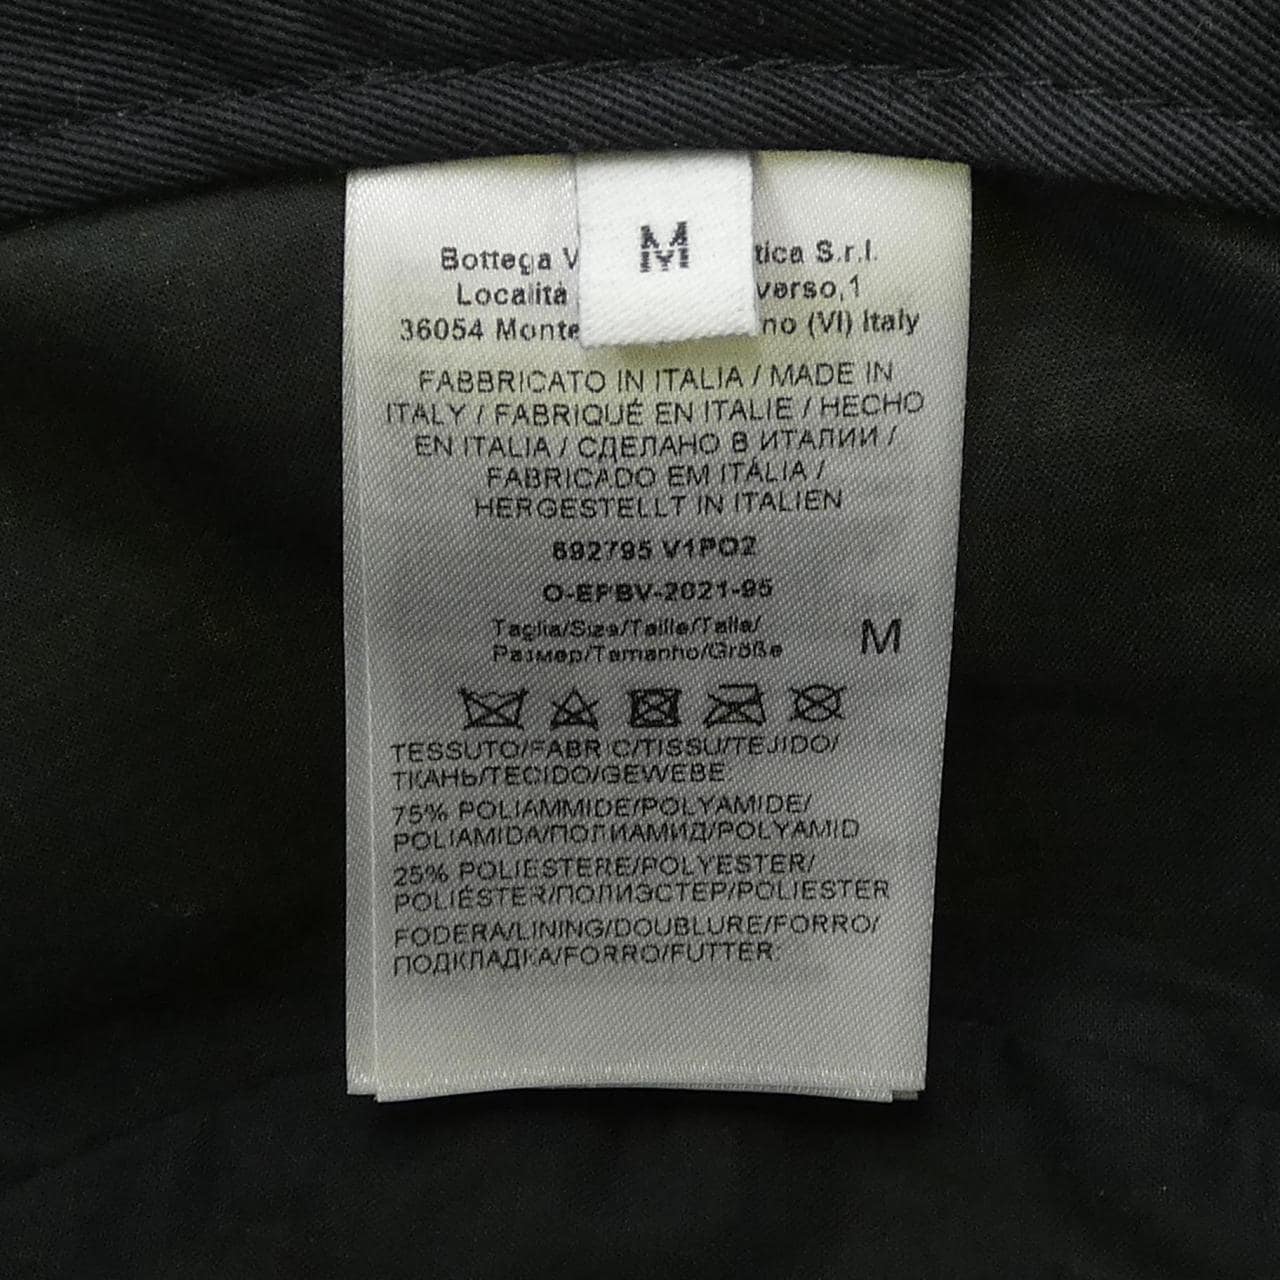 M
Bottega V tica S.r.l.
Località verso,1
36054 Monte no (VI) Italy
FABBRICATO IN ITALIA / MADE IN
ITALY / FABRIQUÉ EN ITALIE / HECHO
EN ITALIA / СДЕЛАНО В ИТАЛИИ /
FABRICADO EM ITÁLIA /
HERGESTELLT IN ITALIEN
692795 V1PO2
O-EPBV-2021-95
Taglia/Size/Taille/Talla/
Размер/Tamanho/Größe M
TESSUTO/FABRIC/TISSU/TEJIDO/
ТКАНЬ/TECIDO/GEWEBE:
75% POLIAMMIDE/POLYAMIDE/
POLIAMIDA/ПОЛИАМИД/POLYAMID
25% POLIESTERE/POLYESTER/
POLIÉSTER/ПОЛИЭСТЕР/POLIESTER
FODERA/LINING/DOUBLURE/FORRO/
ПОДКЛАДКА/FORRO/FUTTER: